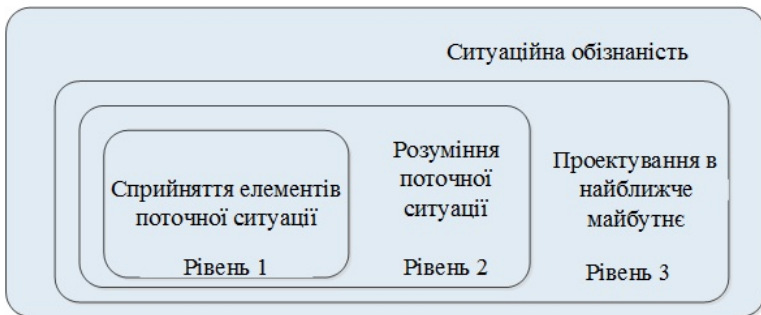 Ситуаційна обізнаність
Сприйняття елементів
поточної ситуації
Рівень 1
Розуміння
поточної
ситуації
Рівень 2
Проектування в
найближче
майбутнє
Рівень 3